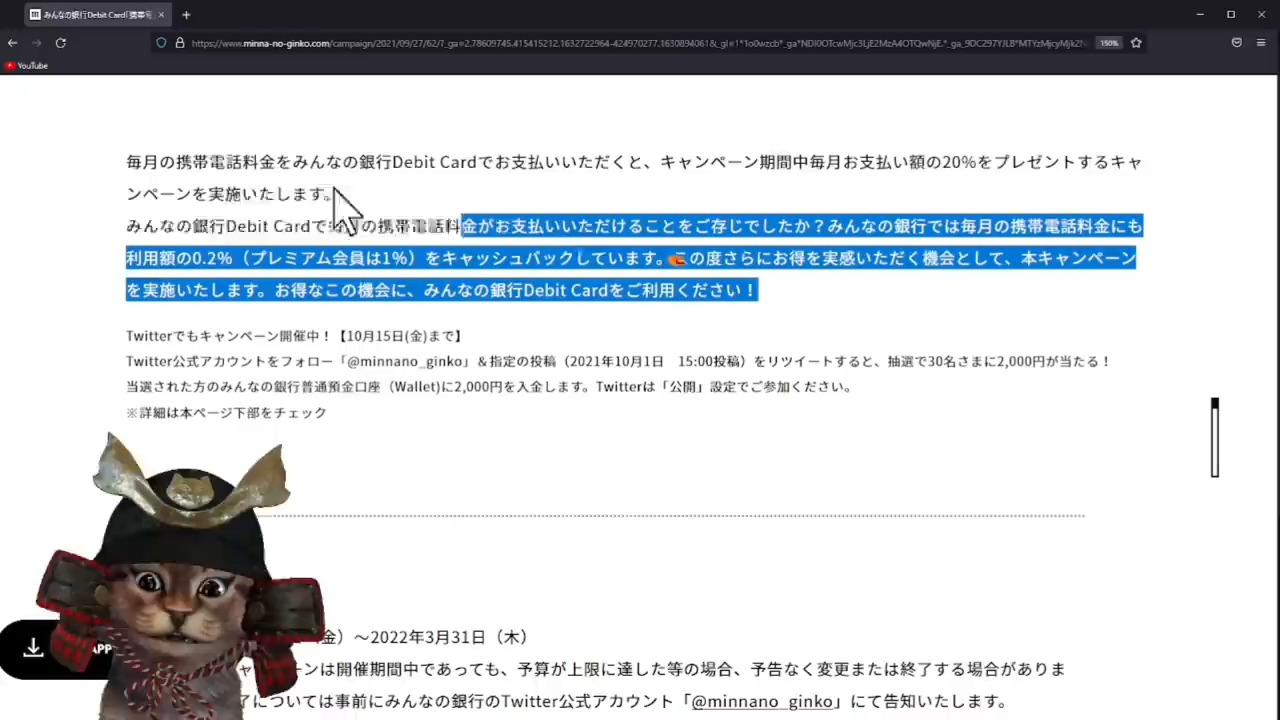 みんなの銀行Debit Card「携帯電
https://www.minna-no-ginko.com/campaign/2021/09/27/62/?_ga=2.78609745.415415212.1632722964-424970277.1630894061&_gl=1*1o0wzcb*_ga*NDI0OTcwMjc3LjE2MzA4OTQwNjE.*_ga_9DC297YJLB*MTYzMjcyMjkzN
150%
YouTube
毎月の携帯電話料金をみんなの銀行Debit Cardでお支払いいただくと、キャンペーン期間中毎月お支払い額の20%をプレゼントするキャ
ンペーンを実施いたします。
みんなの銀行Debit Cardで の携帯電話料金がお支払いいただけることをご存じでしたか？みんなの銀行では毎月の携帯電話料金にも
利用額の0.2%（プレミアム会員は1%）をキャッシュバックしています。 の度さらにお得を実感いただく機会として、本キャンペーン
を実施いたします。お得なこの機会に、みんなの銀行Debit Cardをご利用ください！
Twitterでもキャンペーン開催中！【10月15日(金)まで】
Twitter公式アカウントをフォロー「@minnano_ginko」＆指定の投稿（2021年10月1日 15:00投稿）をリツイートすると、抽選で30名さまに2,000円が当たる！
当選された方のみんなの銀行普通預金口座（Wallet)に2,000円を入金します。Twitterは「公開」設定でご参加ください。
※詳細は本ページ下部をチェック
金）～2022年3月31日（木）
ャンペーンは開催期間中であっても、予算が上限に達した等の場合、予告なく変更または終了する場合がありま
APP
了については事前にみんなの銀行のTwitter公式アカウント「@minnano_ginko」にて告知いたします。